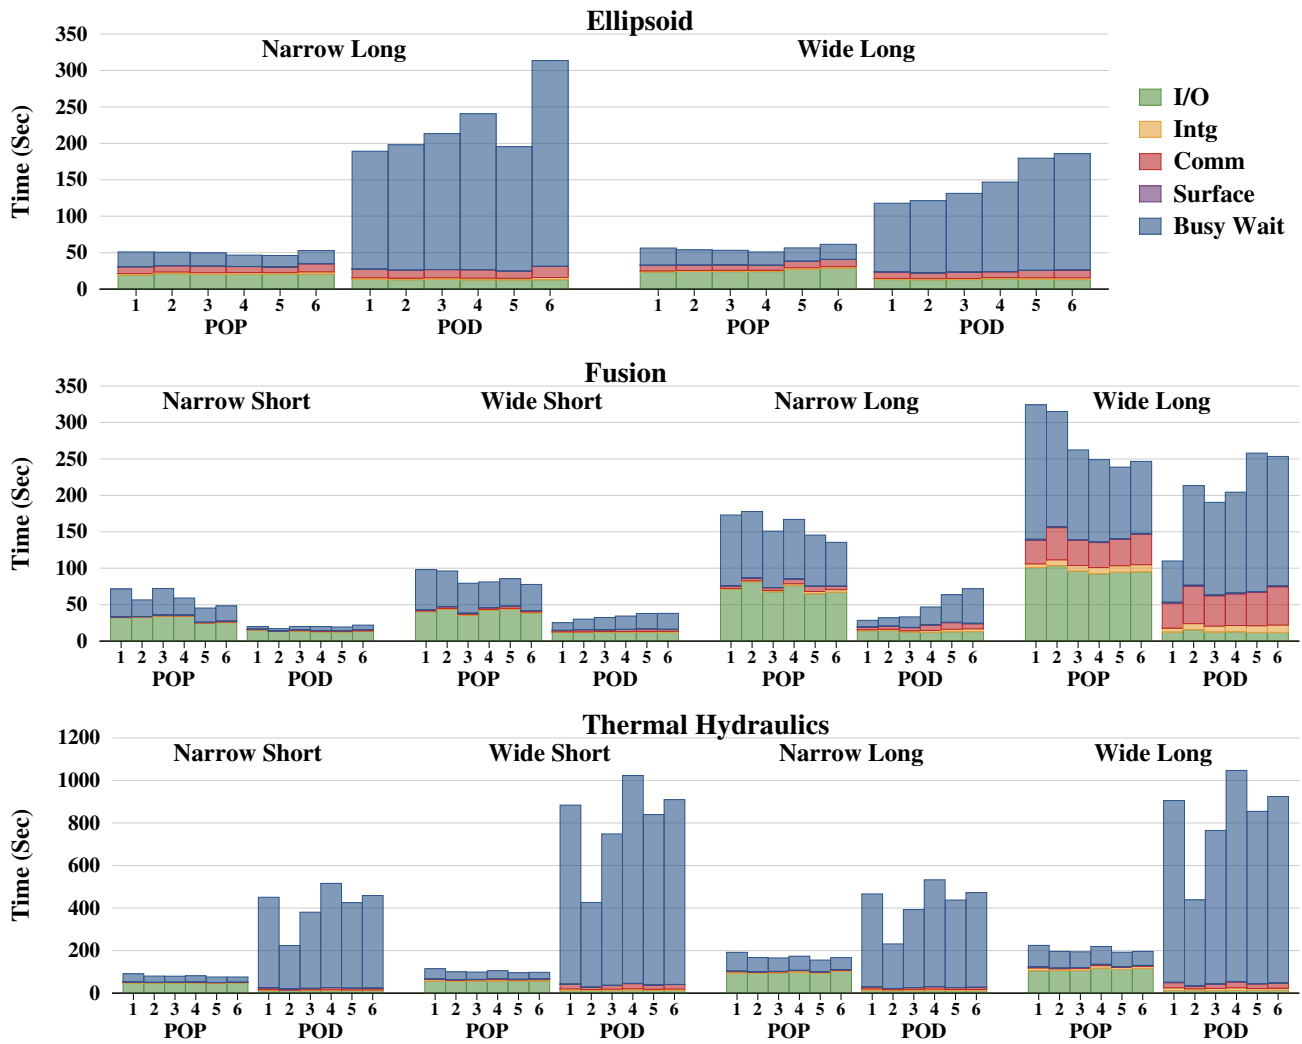 Ellipsoid
Narrow Long Wide Long
Time (Sec)
350
300
250
200
150
100
50
0
1 2 3 4 5 6 1 2 3 4 5 6 1 2 3 4 5 6 1 2 3 4 5 6
POP POD POP POD
I/O
Intg
Comm
Surface
Busy Wait
Fusion
Narrow Short Wide Short Narrow Long Wide Long
Time (Sec)
350
300
250
200
150
100
50
0
1 2 3 4 5 6 1 2 3 4 5 6 1 2 3 4 5 6 1 2 3 4 5 6 1 2 3 4 5 6 1 2 3 4 5 6 1 2 3 4 5 6 1 2 3 4 5 6
POP POD POP POD POP POD POP POD
Thermal Hydraulics
Narrow Short Wide Short Narrow Long Wide Long
Time (Sec)
1200
1000
800
600
400
200
0
1 2 3 4 5 6 1 2 3 4 5 6 1 2 3 4 5 6 1 2 3 4 5 6 1 2 3 4 5 6 1 2 3 4 5 6 1 2 3 4 5 6 1 2 3 4 5 6
POP POD POP POD POP POD POP POD